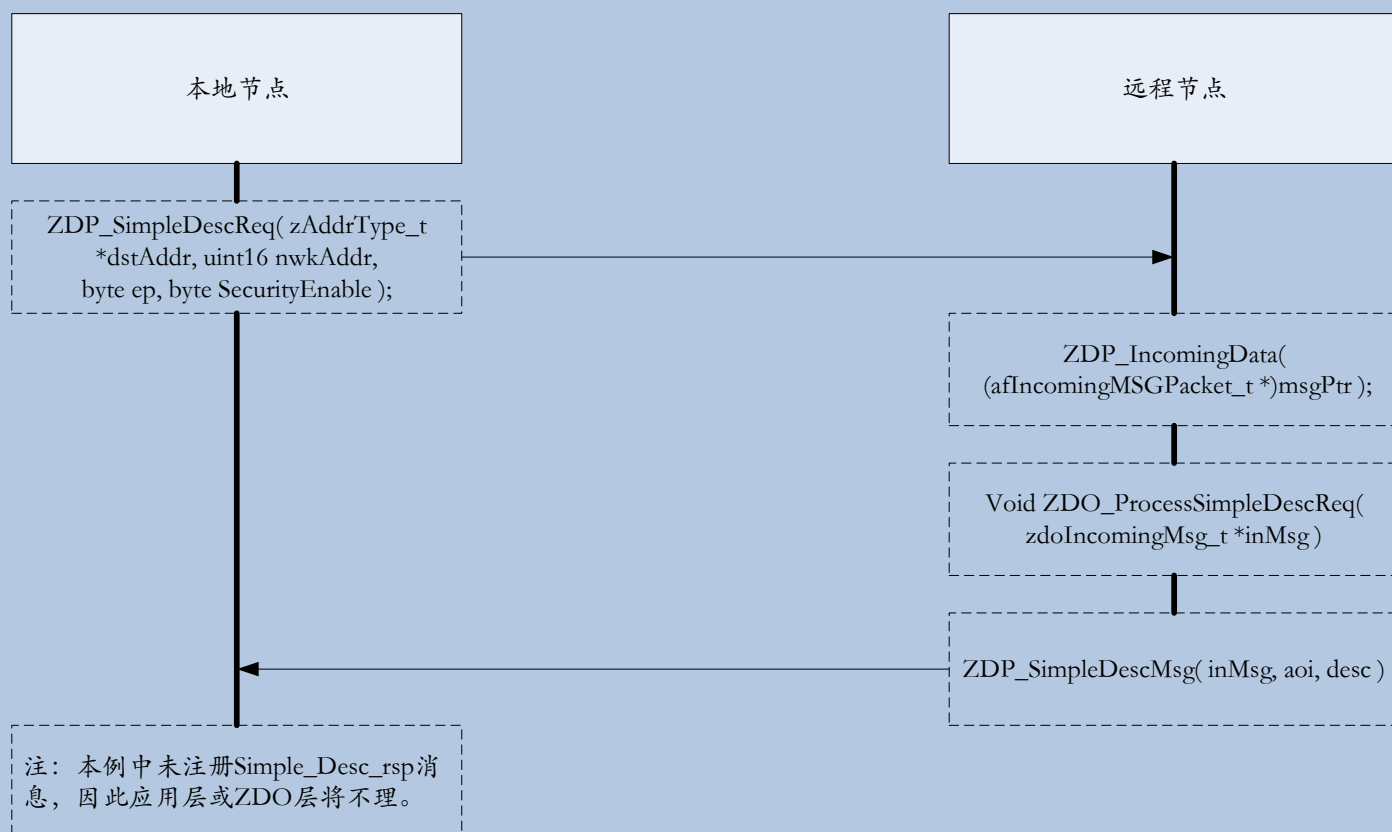 本地节点
远程节点
ZDP_SimpleDescReq( zAddrType_t
*dstAddr, uint16 nwkAddr,
byte ep, byte SecurityEnable );
ZDP_IncomingData(
(afIncomingMSGPacket_t *)msgPtr );
Void ZDO_ProcessSimpleDescReq(
zdoIncomingMsg_t *inMsg )
ZDP_SimpleDescMsg( inMsg, aoi, desc )
注：本例中未注册Simple_Desc_rsp消
息，因此应用层或ZDO层将不理。